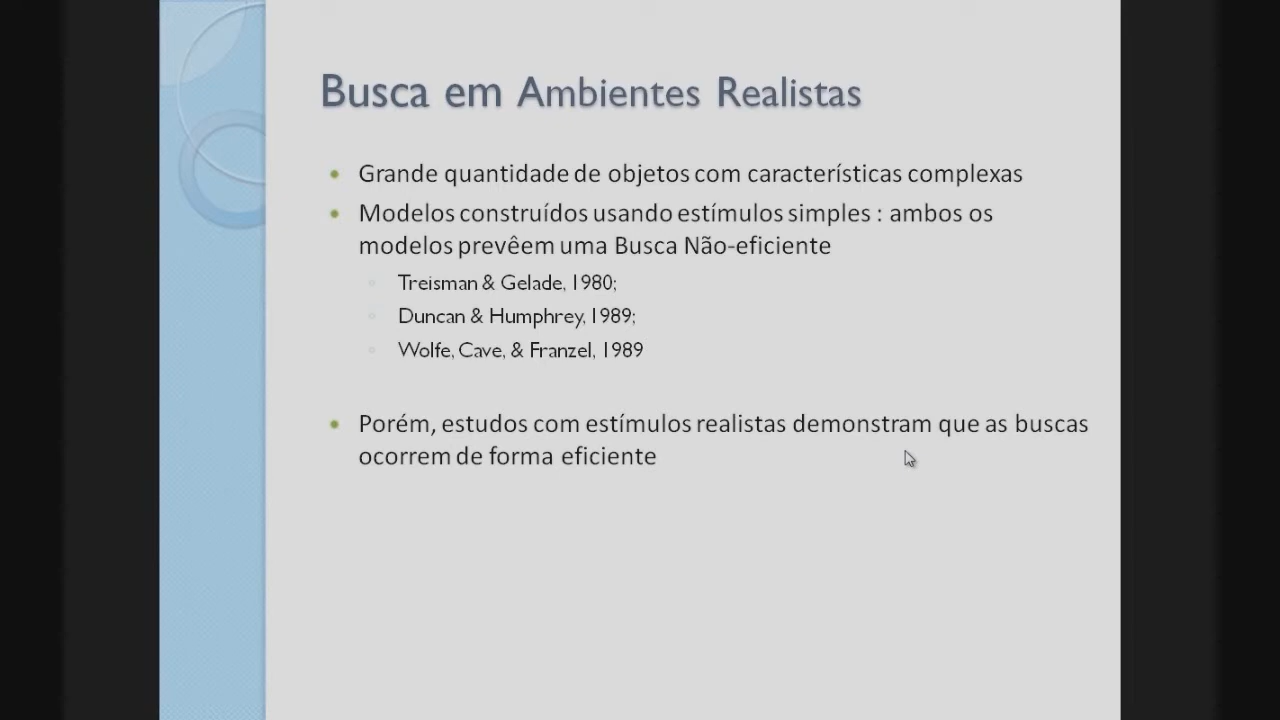 Busca em Ambientes Realistas
Grande quantidade de objetos com características complexas
Modelos construídos usando estímulos simples : ambos os
modelos prevêem uma Busca Não-eficiente
Treisman & Gelade, 1980;
Duncan & Humphrey, 1989;
Wolfe, Cave, & Franzel, 1989
Porém, estudos com estímulos realistas demonstram que as buscas
ocorrem de forma eficiente